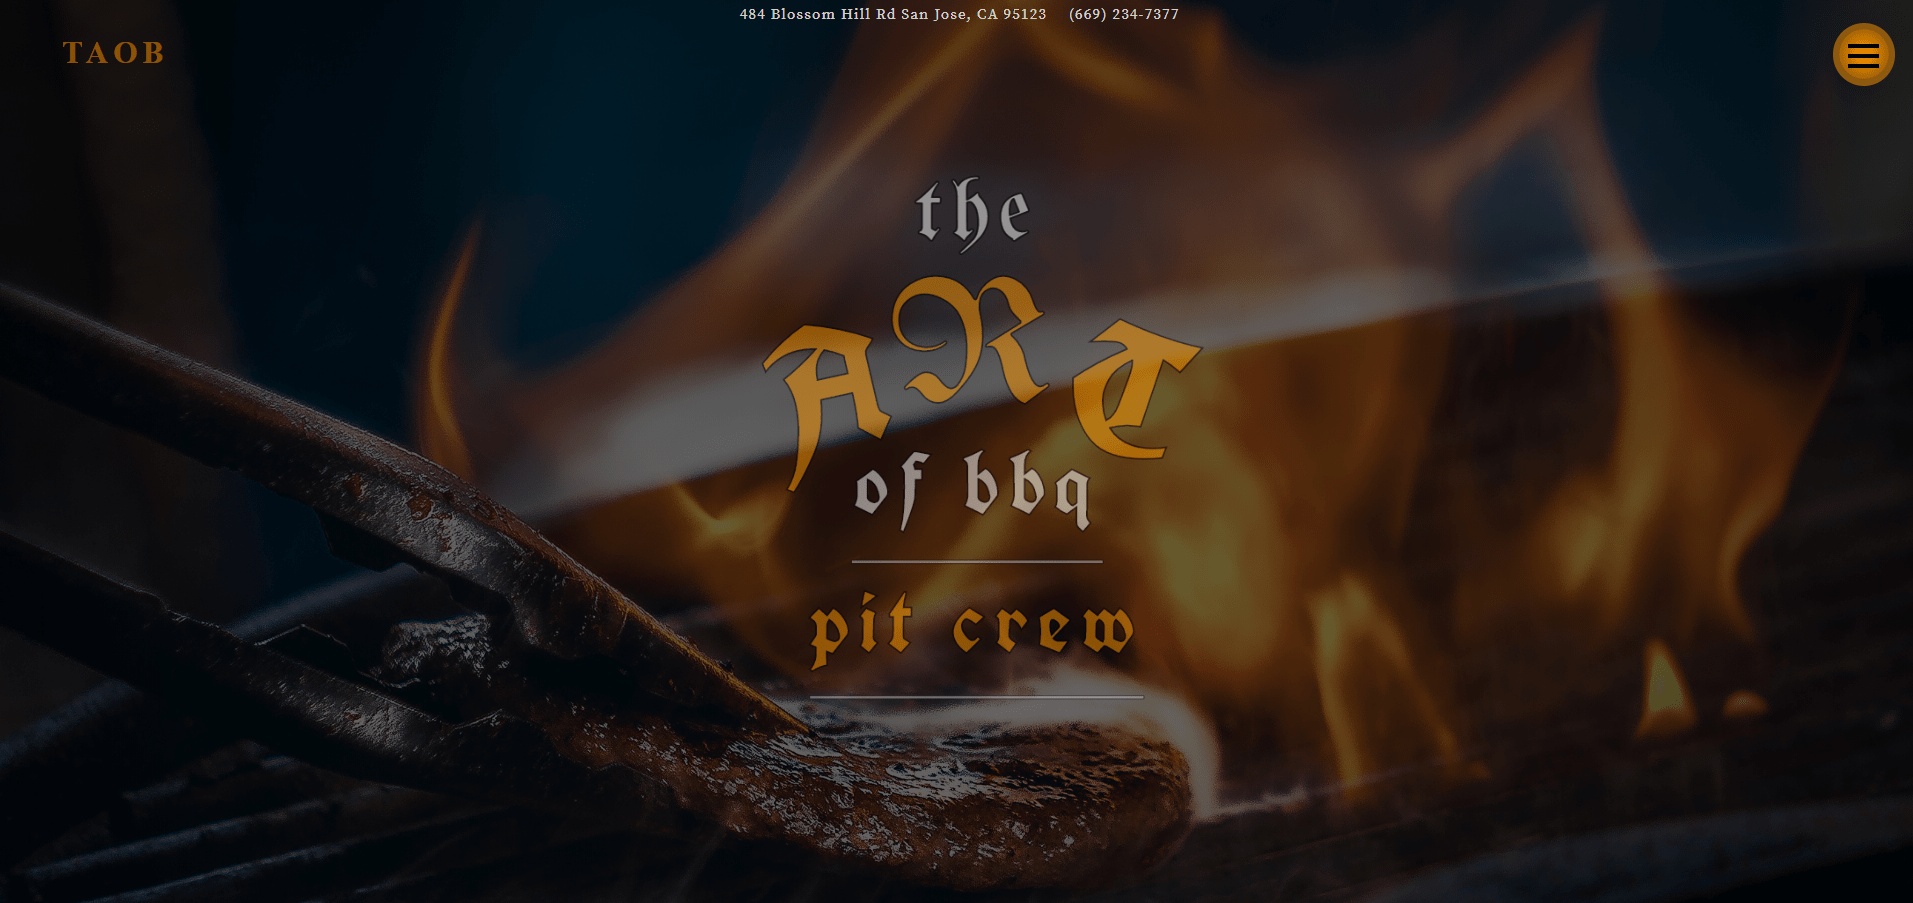 484 Blossom Hill Rd San Jose, CA 95123 (669) 234-7377
TAOB
the
ART
of bbq
pit crew